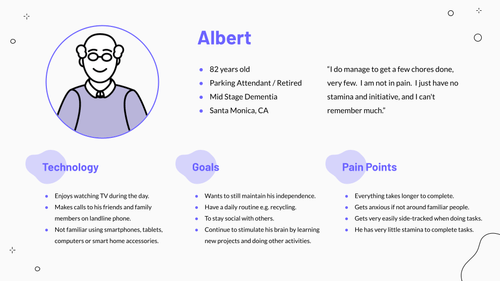 Albert
82 years old
Parking Attendant / Retired
Mid Stage Dementia
Santa Monica, CA
“I do manage to get a few chores done,
very few. I am not in pain. I just have no
stamina and initiative, and I can't
remember much.”
Technology
Enjoys watching TV during the day.
Makes calls to his friends and family
members on landline phone.
Not familiar using smartphones, tablets,
computers or smart home accessories.
Goals
Wants to still maintain his independence.
Have a daily routine e.g. recycling.
To stay social with others.
Continue to stimulate his brain by learning
new projects and doing other activities.
Pain Points
Everything takes longer to complete.
Gets anxious if not around familiar people.
Gets very easily side-tracked when doing tasks.
He has very little stamina to complete tasks.